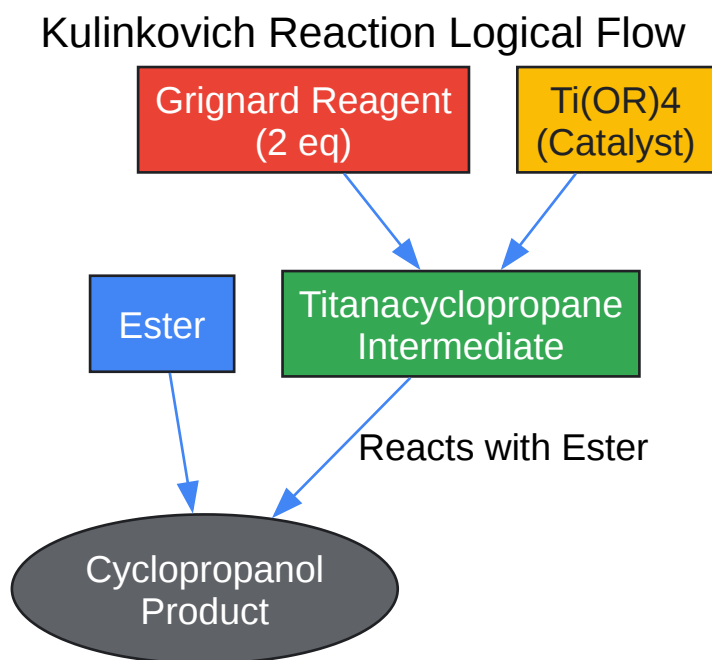 Kulinkovich Reaction Logical Flow
Grignard Reagent
(2 eq)
Ti(OR)4
(Catalyst)
Ester
Titanacyclopropane
Intermediate
Reacts with Ester
Cyclopropanol
Product